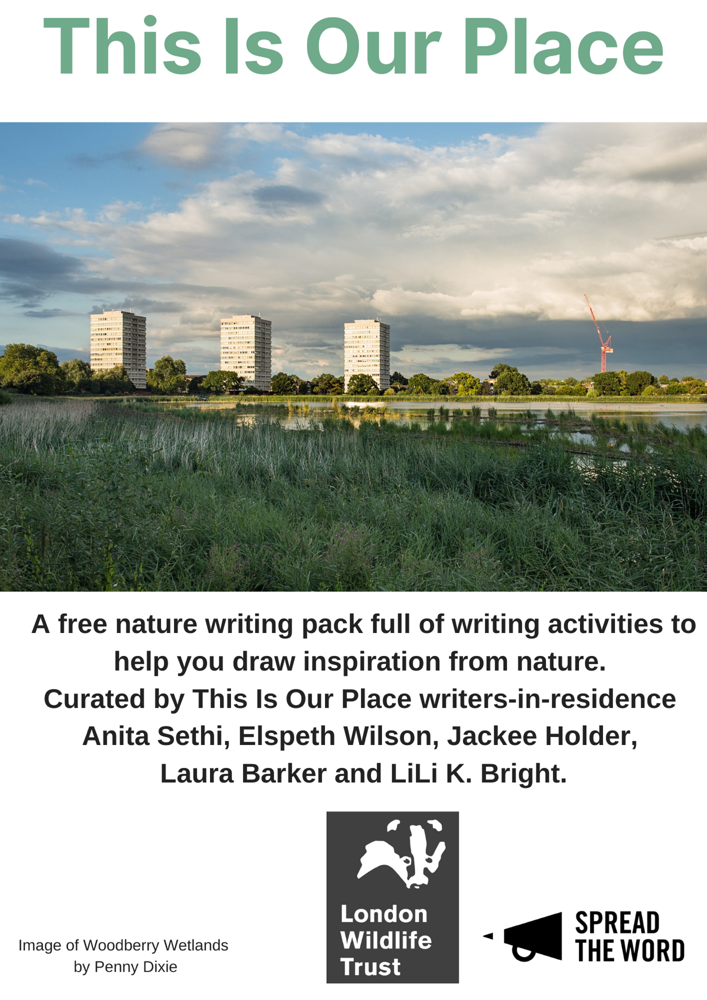 This Is Our Place
A free nature writing pack full of writing activities to
help you draw inspiration from nature.
Curated by This Is Our Place writers-in-residence
Anita Sethi, Elspeth Wilson, Jackee Holder,
Laura Barker and LiLi K. Bright.
Image of Woodberry Wetlands
by Penny Dixie
London
Wildlife
Trust
SPREAD
THE WORD